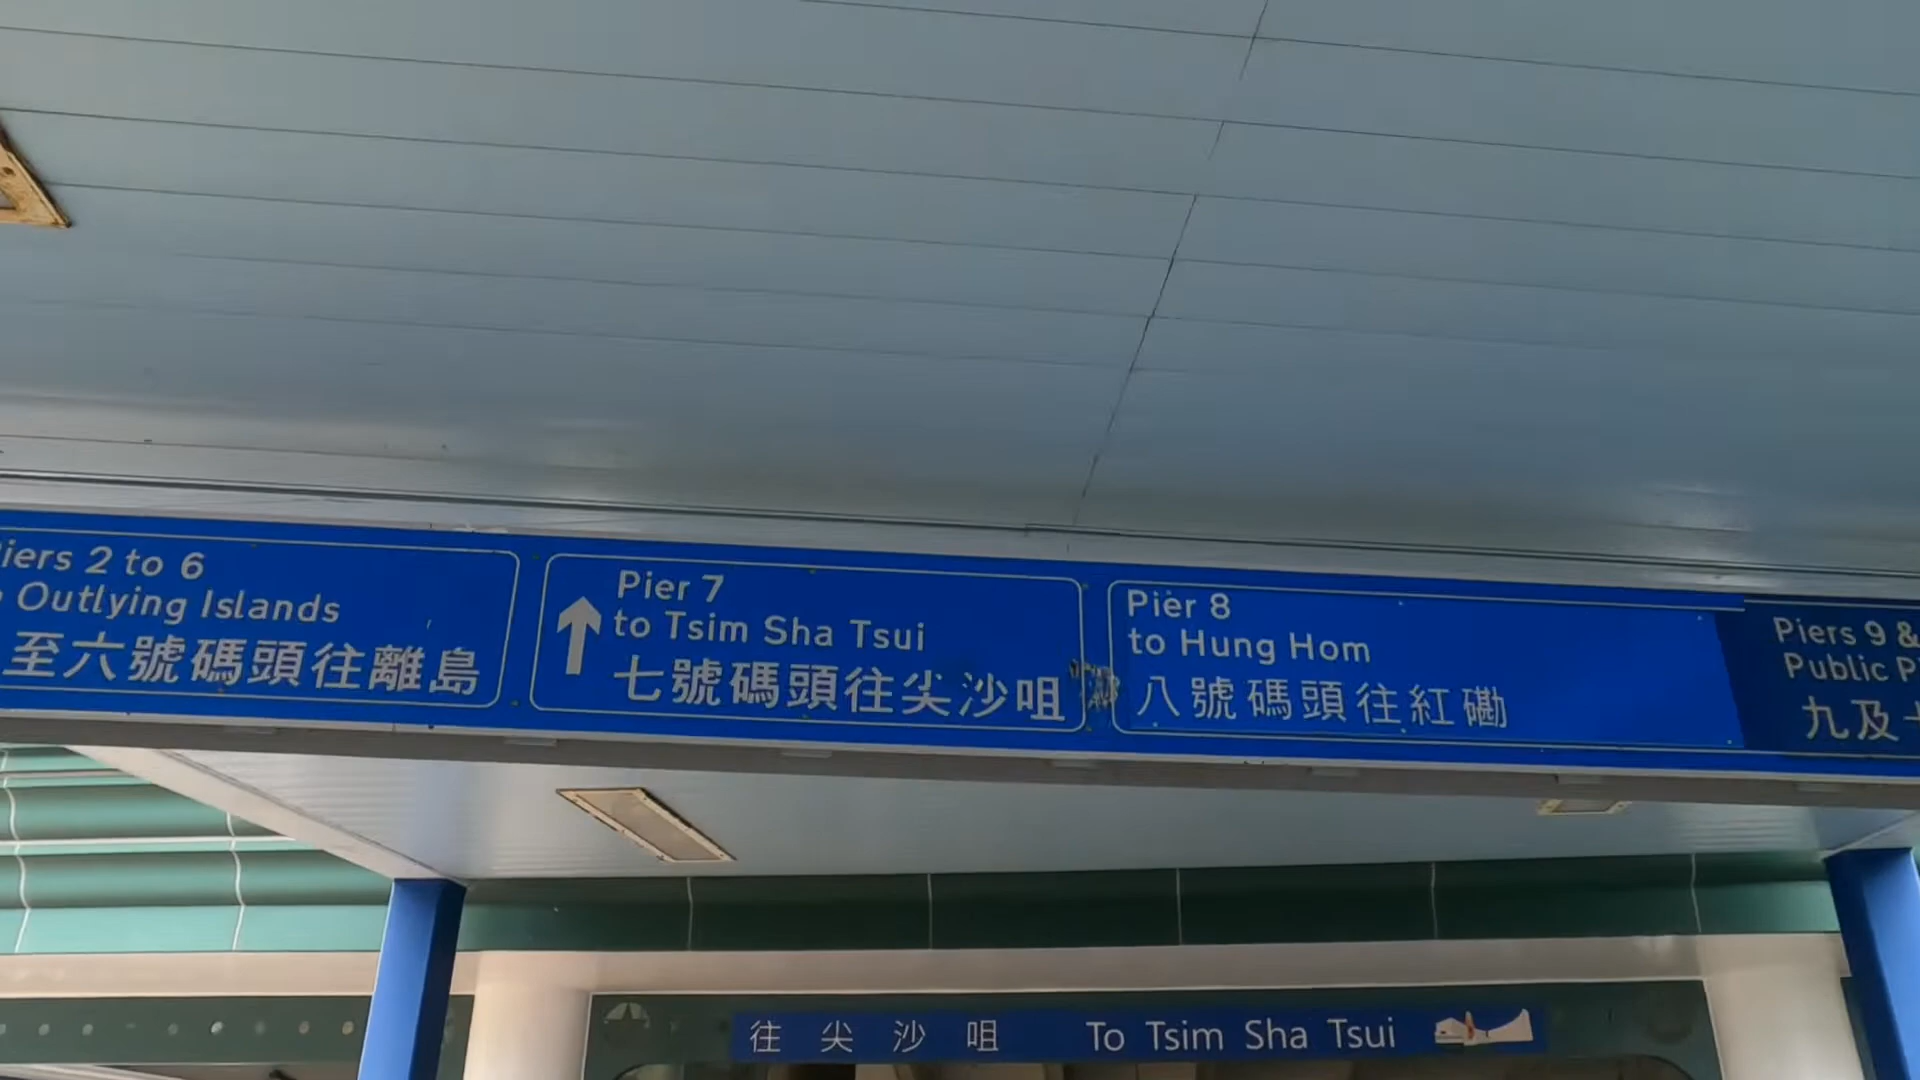 iers 2 to 6
Outlying Islands
至六號碼頭往離島
Pier 7
to Tsim Sha Tsui
七號碼頭往尖沙咀
Pier 8
to Hung Hom
八號碼頭往紅磡
Piers 9 &
Public P
九及十
往尖沙咀 To Tsim Sha Tsui